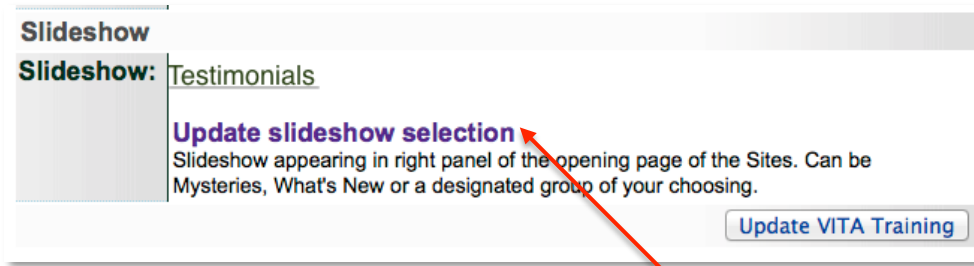 Slideshow
Slideshow: Testimonials
Update slideshow selection
Slideshow appearing in right panel of the opening page of the Sites. Can be
Mysteries, What's New or a designated group of your choosing.
Update VITA Training